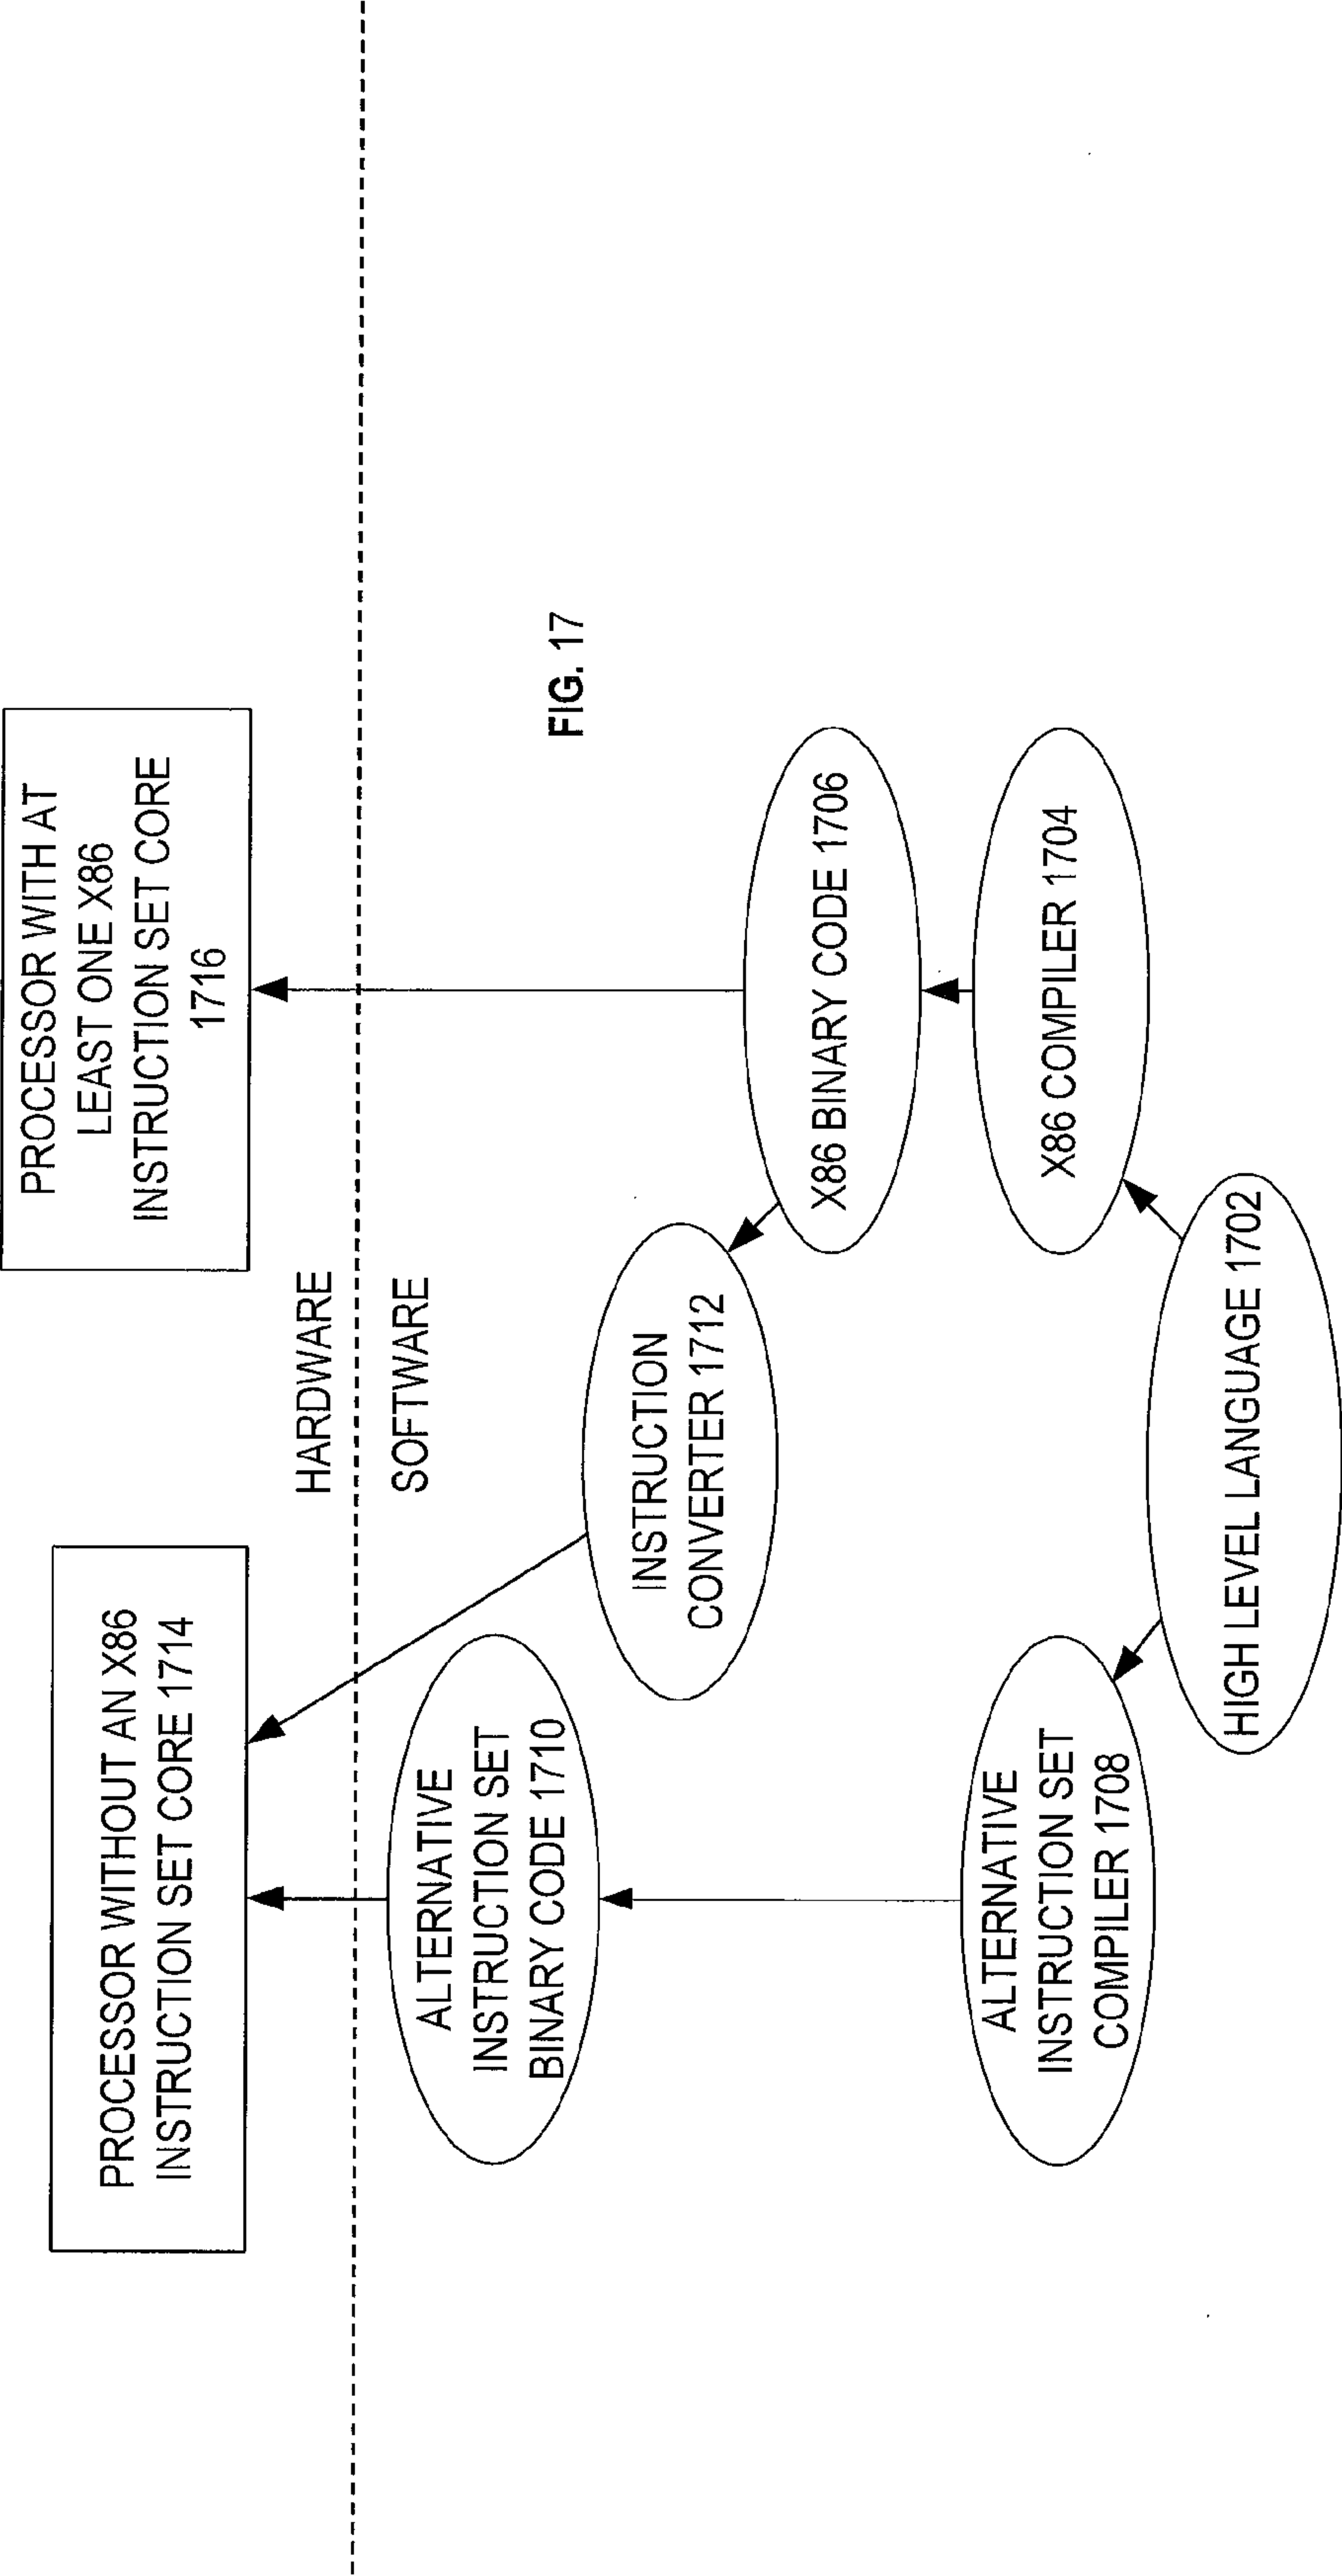 PROCESSOR WITHOUT AN X86
INSTRUCTION SET CORE 1714
PROCESSOR WITH AT
LEAST ONE X86
INSTRUCTION SET CORE
1716
HARDWARE
SOFTWARE
ALTERNATIVE
INSTRUCTION SET
BINARY CODE 1710
INSTRUCTION
CONVERTER 1712
FIG. 17
X86 BINARY CODE 1706
ALTERNATIVE
INSTRUCTION SET
COMPILER 1708
X86 COMPILER 1704
HIGH LEVEL LANGUAGE 1702